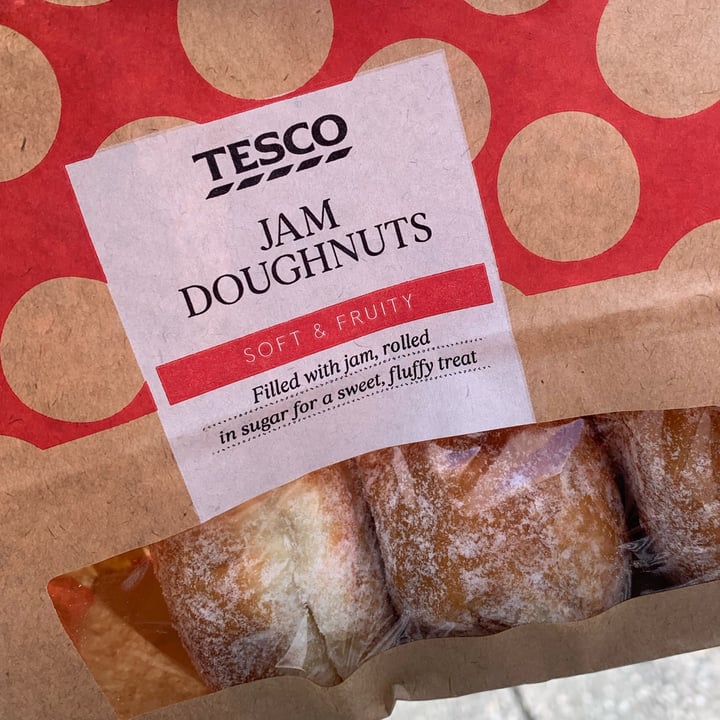 TESCO
JAM
DOUGHNUTS
SOFT & FRUITY
Filled with jam, rolled
in sugar for a sweet, fluffy treat